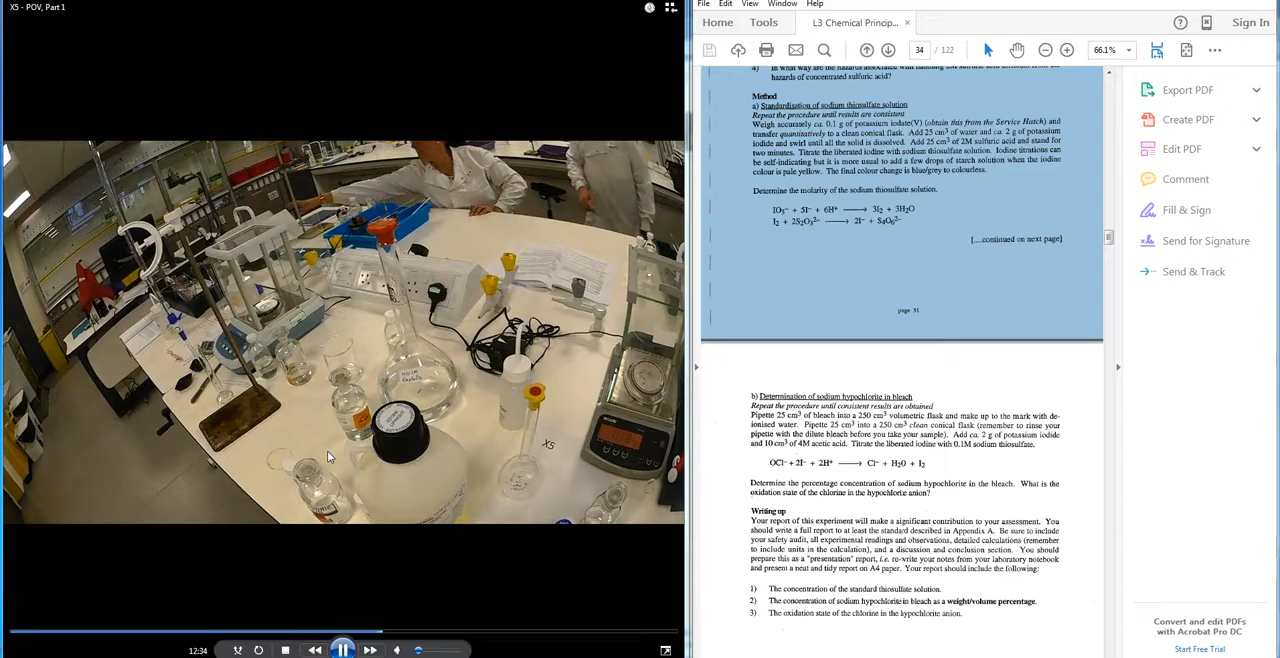 X5 - POV, Part 1
File Edit View Window Help
Home Tools L3 Chemical Princip... × Sign In
34 / 122 66.1%
hazards of concentrated sulfuric acid?
Method
a) Standardisation of sodium thiosulfate solution
Repeat the procedure until results are consistent
Weigh accurately ca. 0.1 g of potassium iodate(V) (obtain this from the Service Hatch) and
transfer quantitatively to a clean conical flask. Add 25 cm³ of water and ca. 2 g of potassium
iodide and swirl until all the solid is dissolved. Add 25 cm³ of 2M sulfuric acid and stand for
two minutes. Titrate the liberated iodine with sodium thiosulfate solution. Iodine titrations can
be self-indicating but it is more usual to add a few drops of starch solution when the iodine
colour is pale yellow. The final colour change is blue/grey to colourless.
Determine the molarity of the sodium thiosulfate solution.
IO₃⁻ + 5I⁻ + 6H⁺ ⟶ 3I₂ + 3H₂O
I₂ + 2S₂O₃²⁻ ⟶ 2I⁻ + S₄O₆²⁻
[....continued on next page]
page 31
b) Determination of sodium hypochlorite in bleach
Repeat the procedure until consistent results are obtained
Pipette 25 cm³ of bleach into a 250 cm³ volumetric flask and make up to the mark with de-
ionised water. Pipette 25 cm³ into a 250 cm³ clean conical flask (remember to rinse your
pipette with the dilute bleach before you take your sample). Add ca. 2 g of potassium iodide
and 10 cm³ of 4M acetic acid. Titrate the liberated iodine with 0.1M sodium thiosulfate.
OCl⁻ + 2I⁻ + 2H⁺ ⟶ Cl⁻ + H₂O + I₂
Determine the percentage concentration of sodium hypochlorite in the bleach. What is the
oxidation state of the chlorine in the hypochlorite anion?
Writing up
Your report of this experiment will make a significant contribution to your assessment. You
should write a full report to at least the standard described in Appendix A. Be sure to include
your safety audit, all experimental readings and observations, detailed calculations (remember
to include units in the calculation), and a discussion and conclusion section. You should
prepare this as a "presentation" report, i.e. re-write your notes from your laboratory notebook
and present a neat and tidy report on A4 paper. Your report should include the following:
1) The concentration of the standard thiosulfate solution.
2) The concentration of sodium hypochlorite in bleach as a weight/volume percentage.
3) The oxidation state of the chlorine in the hypochlorite anion.
Export PDF
Create PDF
Edit PDF
Comment
Fill & Sign
Send for Signature
Send & Track
Convert and edit PDFs
with Acrobat Pro DC
Start Free Trial
X5
12:34